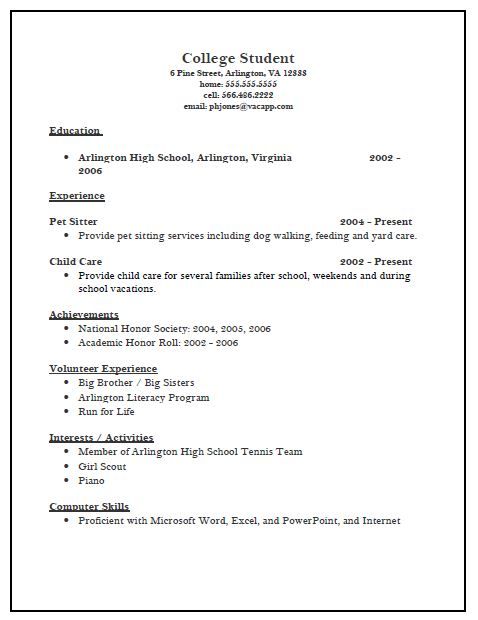 College Student
6 Pine Street, Arlington, VA 12333
home: 555.555.5555
cell: 566.486.2222
email: phjones@vacapp.com
Education
• Arlington High School, Arlington, Virginia 2002 –
2006
Experience
Pet Sitter 2004 – Present
• Provide pet sitting services including dog walking, feeding and yard care.
Child Care 2002 – Present
• Provide child care for several families after school, weekends and during
school vacations.
Achievements
• National Honor Society: 2004, 2005, 2006
• Academic Honor Roll: 2002 – 2006
Volunteer Experience
• Big Brother / Big Sisters
• Arlington Literacy Program
• Run for Life
Interests / Activities
• Member of Arlington High School Tennis Team
• Girl Scout
• Piano
Computer Skills
• Proficient with Microsoft Word, Excel, and PowerPoint, and Internet